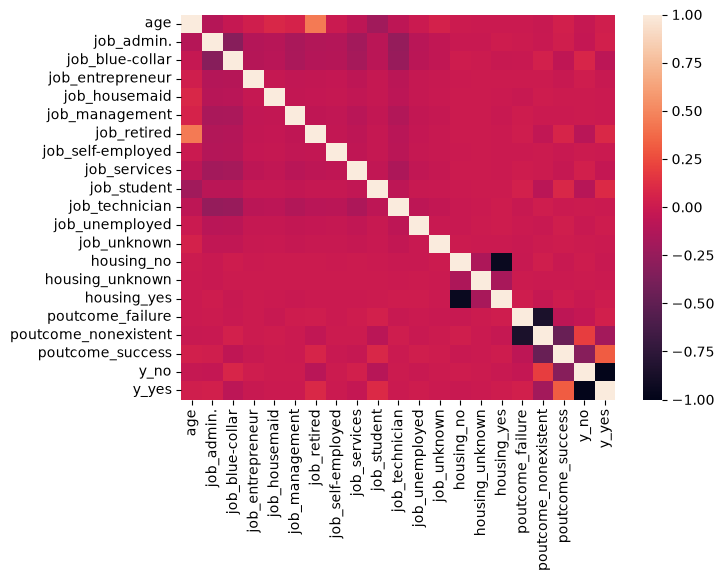 age
job_admin.
job_blue-collar
job_entrepreneur
job_housemaid
job_management
job_retired
job_self-employed
job_services
job_student
job_technician
job_unemployed
job_unknown
housing_no
housing_unknown
housing_yes
poutcome_failure
poutcome_nonexistent
poutcome_success
y_no
y_yes
age
job_admin.
job_blue-collar
job_entrepreneur
job_housemaid
job_management
job_retired
job_self-employed
job_services
job_student
job_technician
job_unemployed
job_unknown
housing_no
housing_unknown
housing_yes
poutcome_failure
poutcome_nonexistent
poutcome_success
y_no
y_yes
1.00
0.75
0.50
0.25
0.00
−0.25
−0.50
−0.75
−1.00